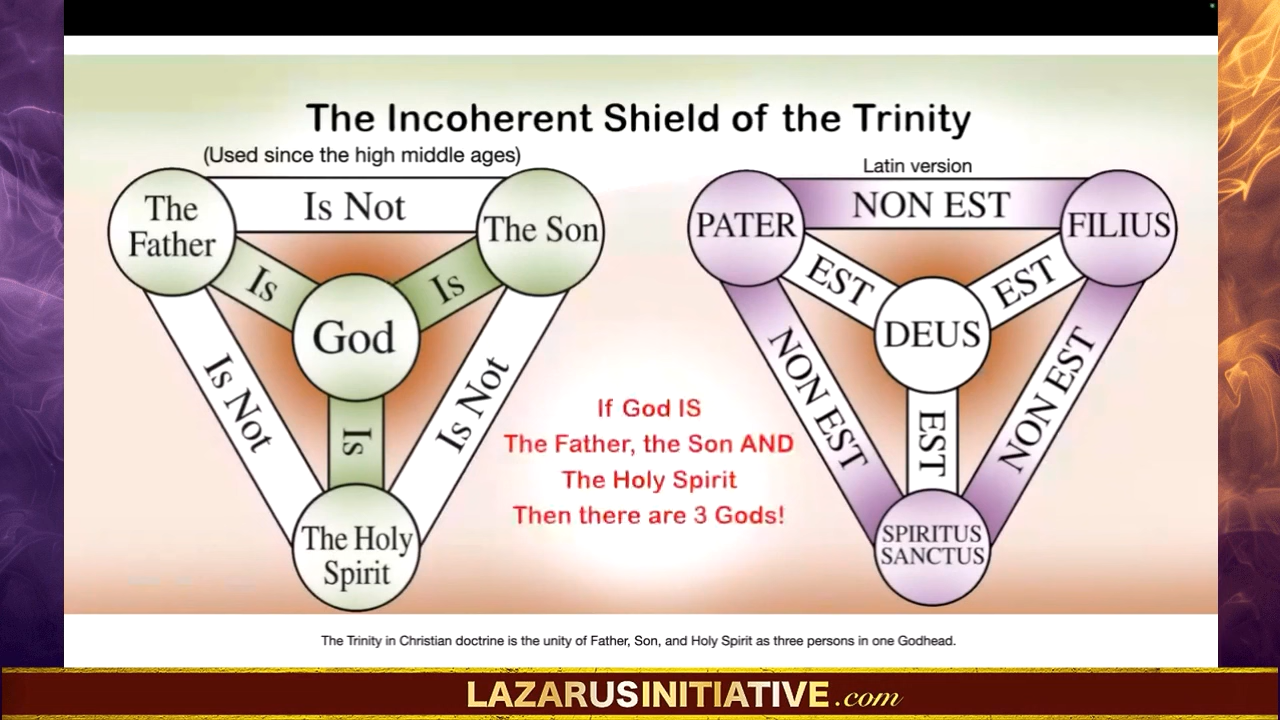 The Incoherent Shield of the Trinity
(Used since the high middle ages)
Latin version
The
Father
Is Not
The Son
Is
Is
God
Is Not
Is
Is Not
The Holy
Spirit
If God IS
The Father, the Son AND
The Holy Spirit
Then there are 3 Gods!
PATER
NON EST
FILIUS
EST
EST
DEUS
NON EST
EST
NON EST
SPIRITUS
SANCTUS
The Trinity in Christian doctrine is the unity of Father, Son, and Holy Spirit as three persons in one Godhead.
LAZARUSINITIATIVE.com